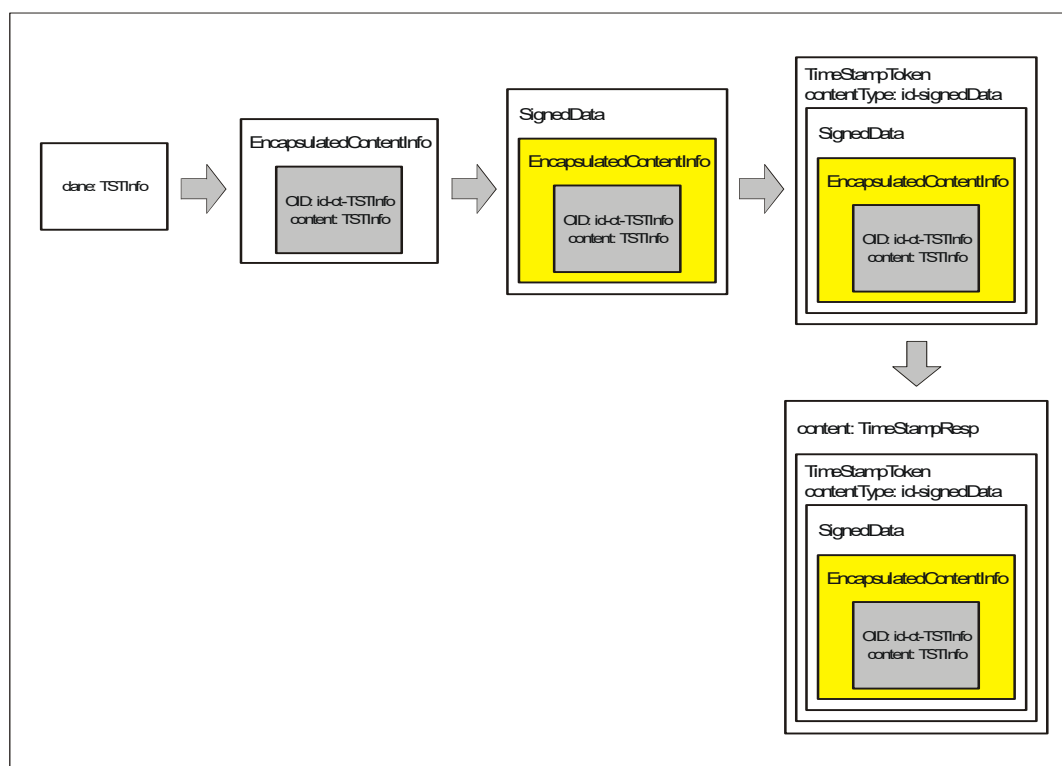 dane: TSTInfo
EncapsulatedContentInfo
OID: id-ct-TSTInfo
content: TSTInfo
SignedData
EncapsulatedContentInfo
OID: id-ct-TSTInfo
content: TSTInfo
TimeStampToken
contentType: id-signedData
SignedData
EncapsulatedContentInfo
OID: id-ct-TSTInfo
content: TSTInfo
content: TimeStampResp
TimeStampToken
contentType: id-signedData
SignedData
EncapsulatedContentInfo
OID: id-ct-TSTInfo
content: TSTInfo